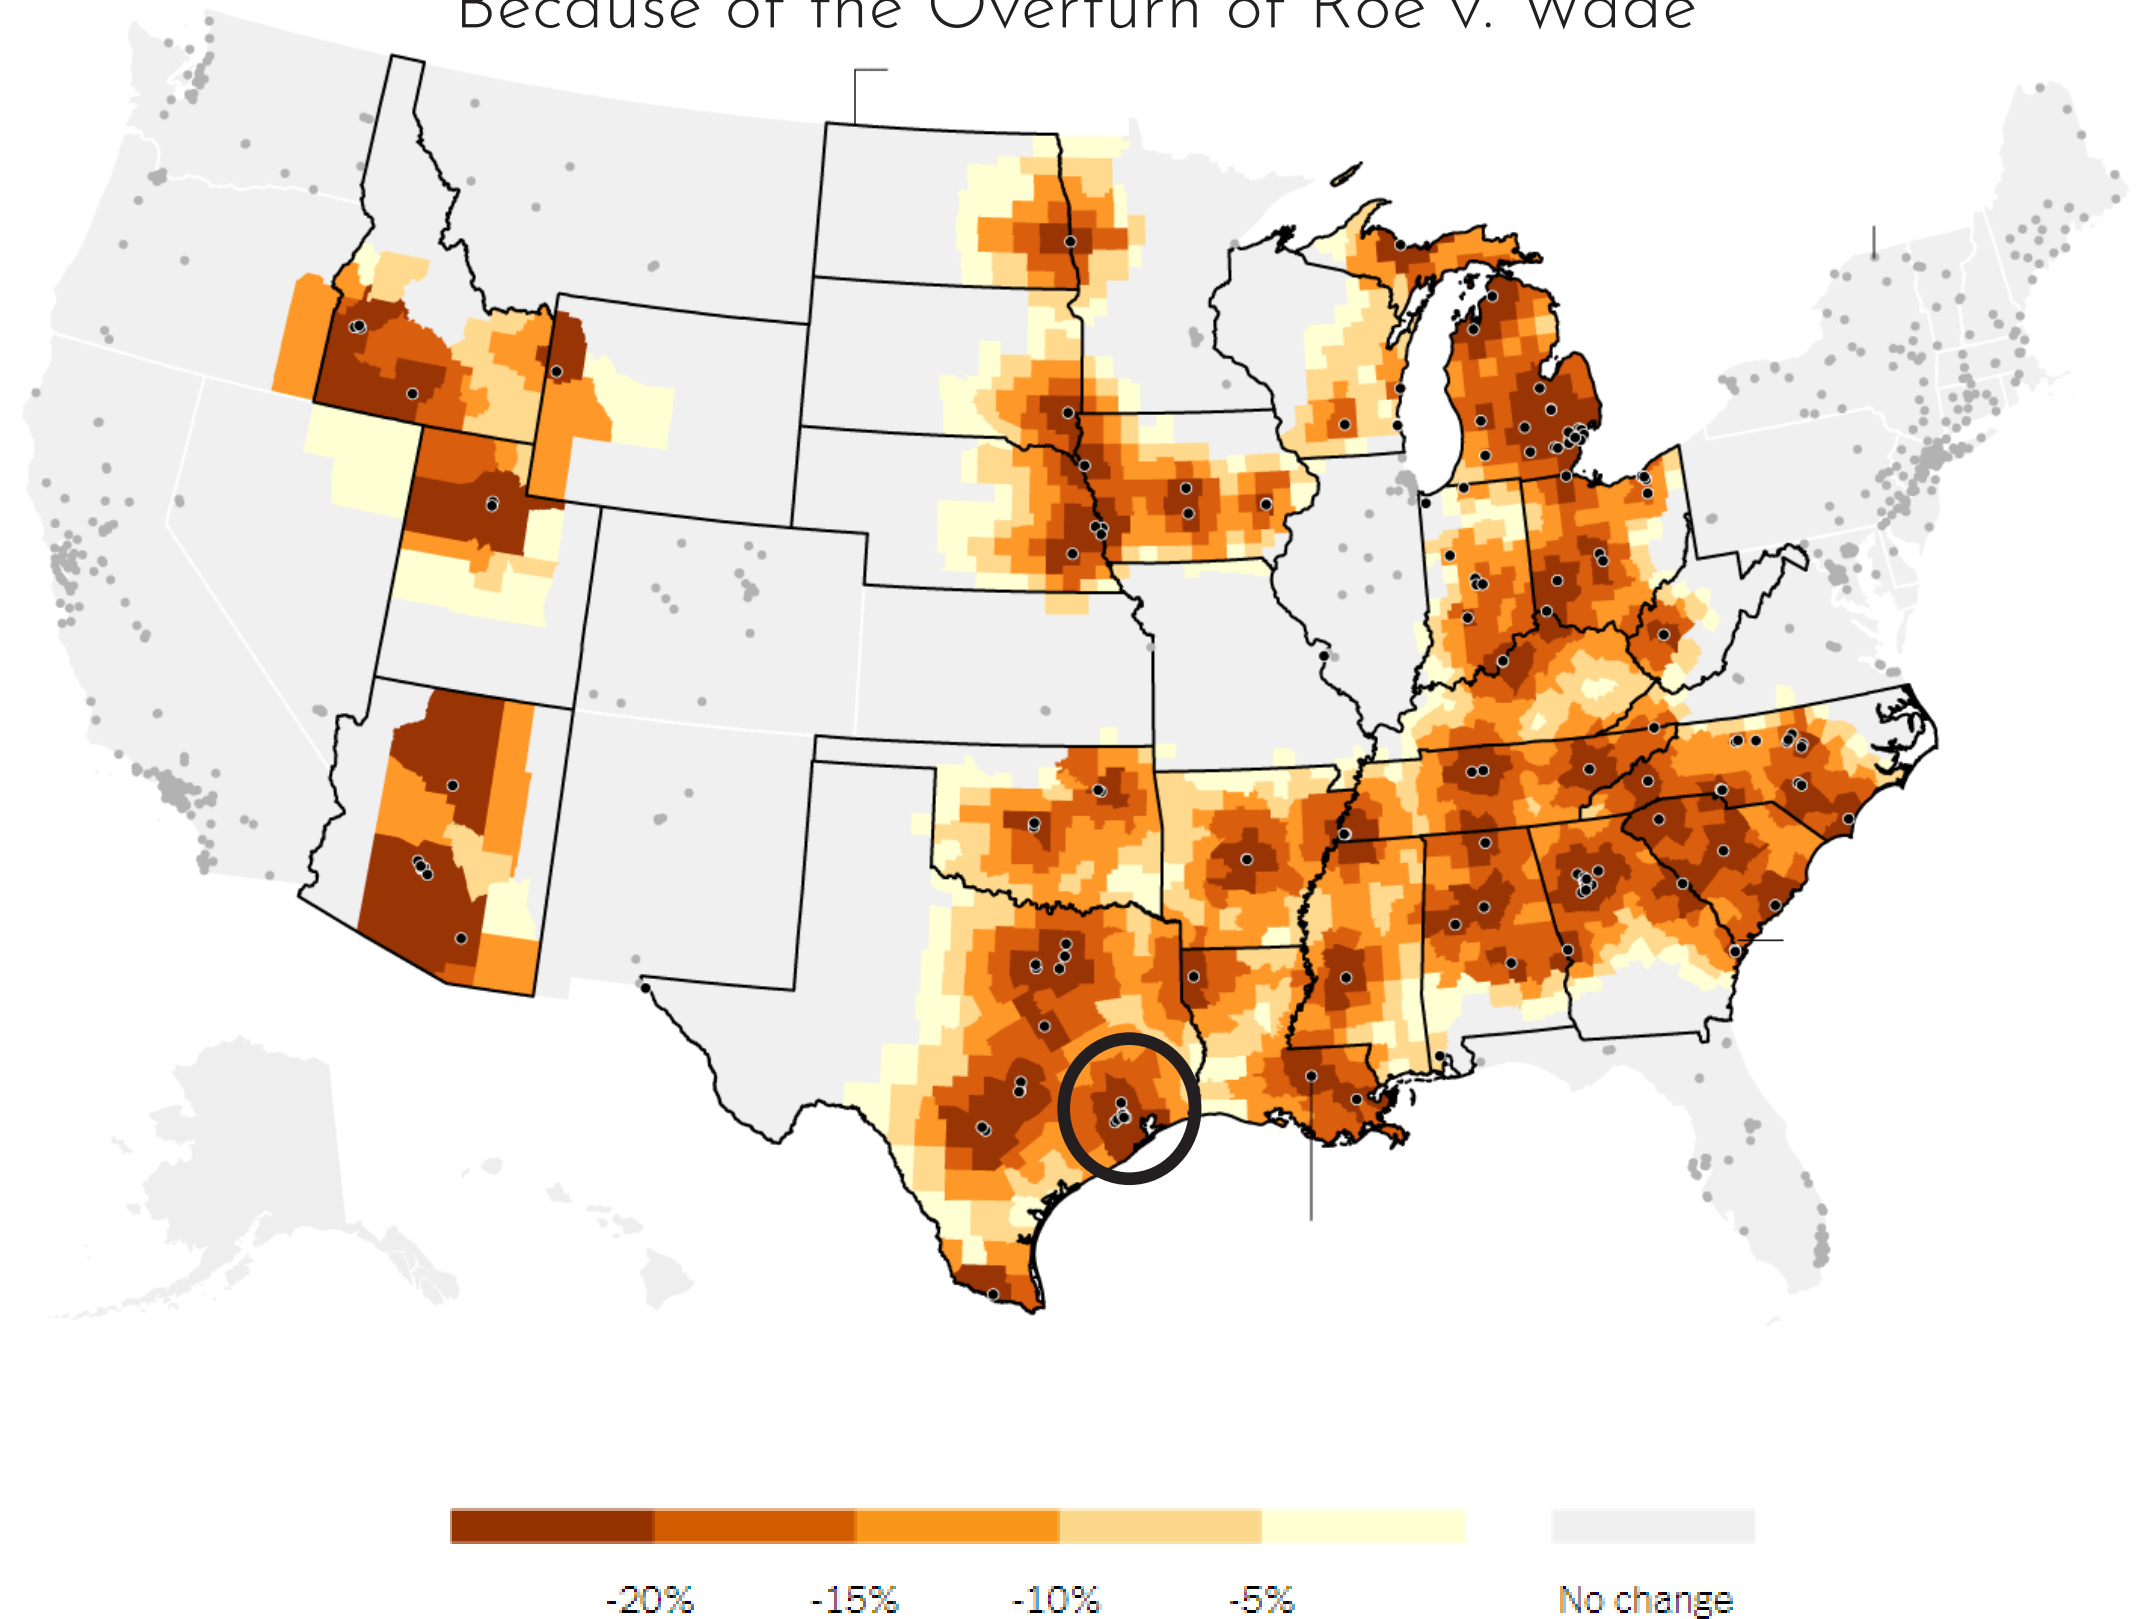 Because of the Overturn of Roe v. Wade
-20% -15% -10% -5% No change